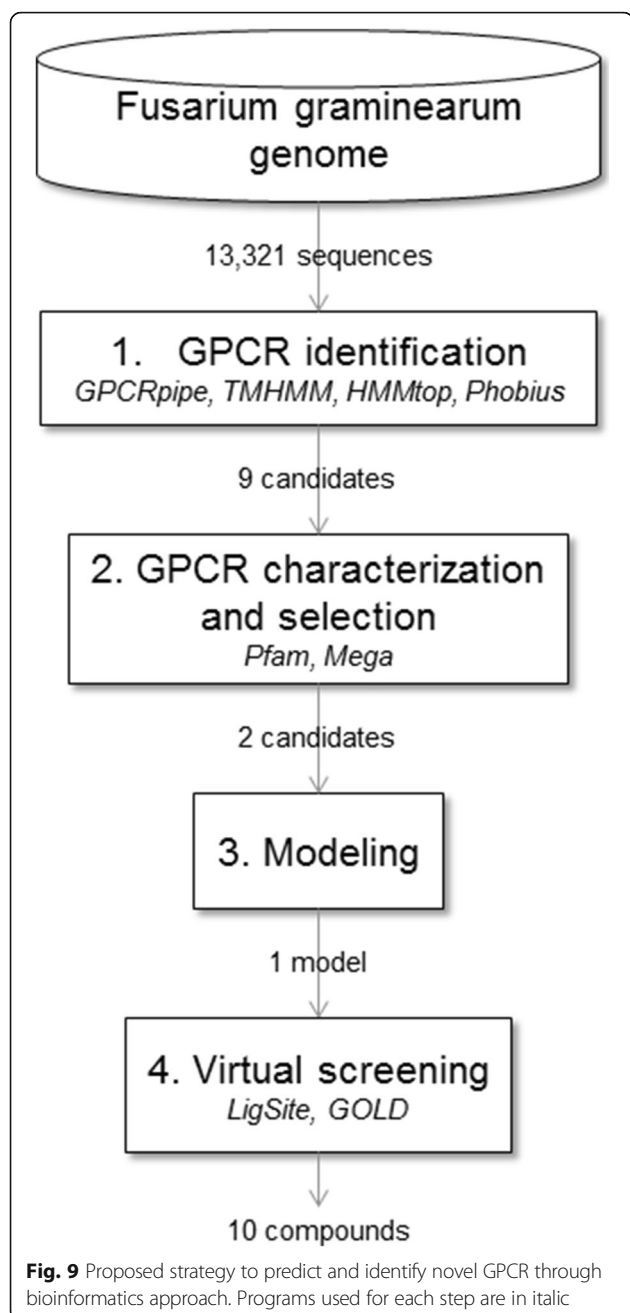 Fusarium graminearum
genome
13,321 sequences
1. GPCR identification
GPCRpipe, TMHMM, HMMtop, Phobius
9 candidates
2. GPCR characterization
and selection
Pfam, Mega
2 candidates
3. Modeling
1 model
4. Virtual screening
LigSite, GOLD
10 compounds
Fig. 9 Proposed strategy to predict and identify novel GPCR through
bioinformatics approach. Programs used for each step are in italic